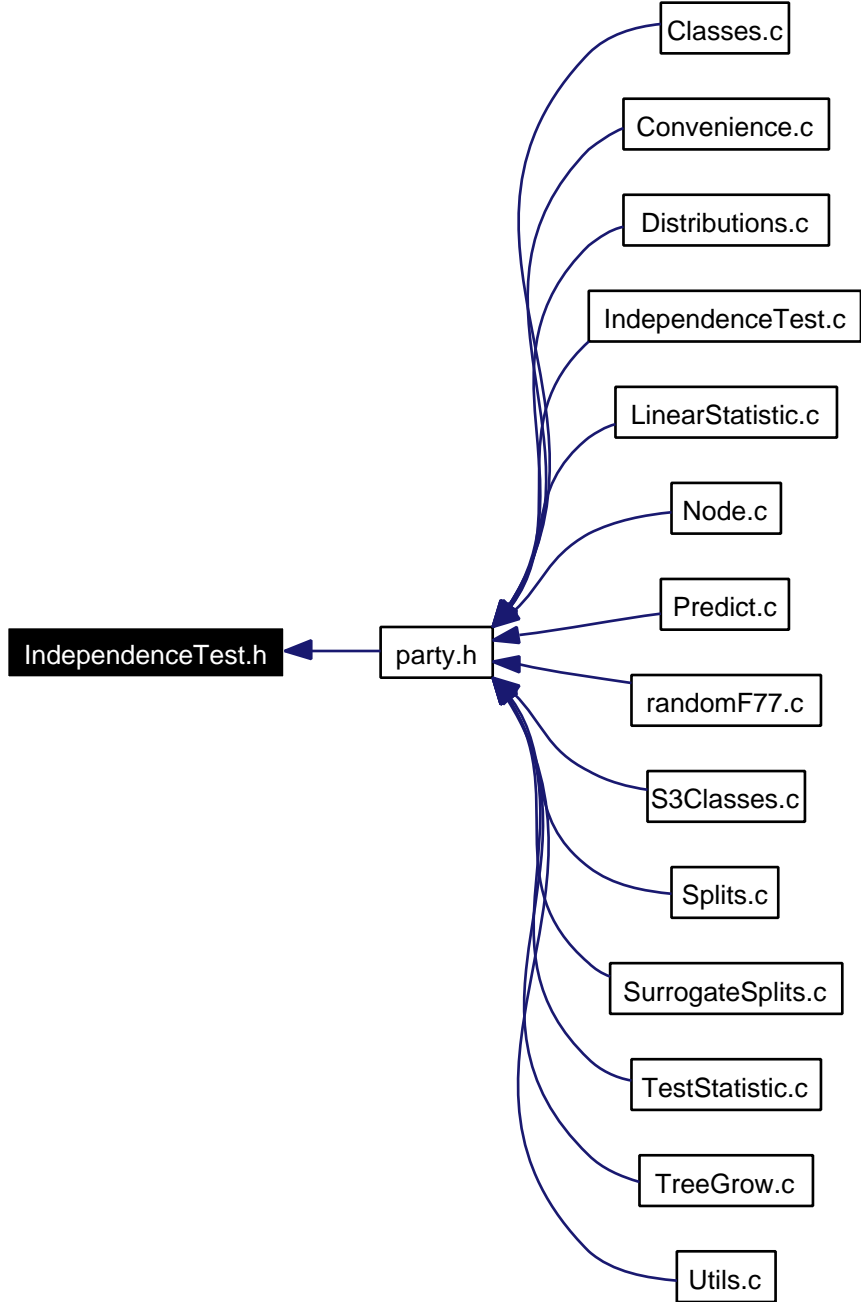 Classes.c
Convenience.c
Distributions.c
IndependenceTest.c
LinearStatistic.c
Node.c
Predict.c
IndependenceTest.h
party.h
randomF77.c
S3Classes.c
Splits.c
SurrogateSplits.c
TestStatistic.c
TreeGrow.c
Utils.c